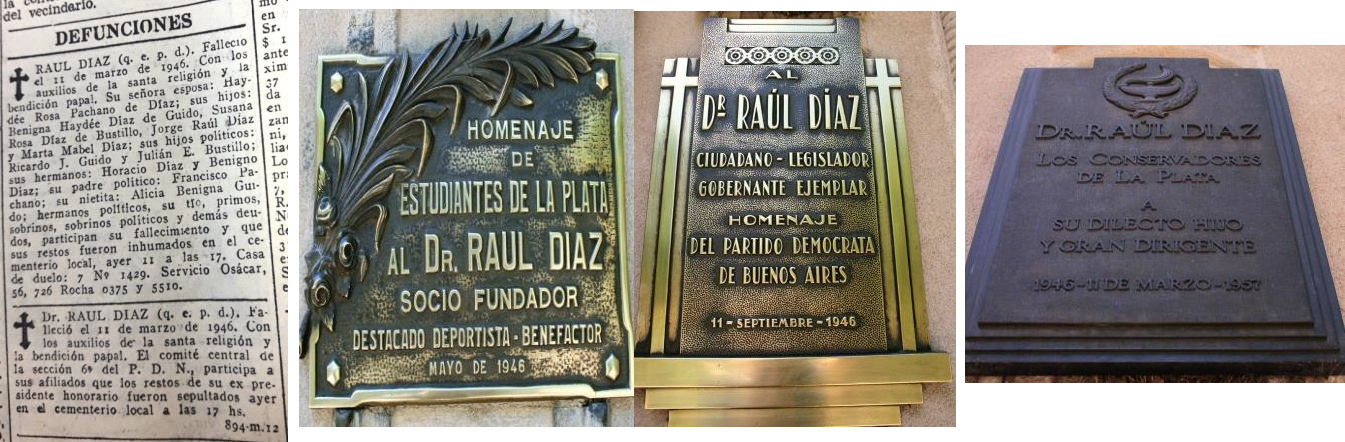 del vecindario.
DEFUNCIONES
RAUL DIAZ (q. e. p. d.). Fallecio
el 11 de marzo de 1946. Con los
auxilios de la santa religión y la
bendición papal. Su señora esposa: Hay-
dée Rosa Pachano de Díaz; sus hijos:
Benigna Haydée Díaz de Guido, Susana
Rosa Díaz de Bustillo, Jorge Raúl Díaz
y Marta Mabel Díaz; sus hijos políticos:
Ricardo J. Guido y Julián E. Bustillo;
sus hermanos: Horacio Díaz y Benigno
Díaz; su padre político: Francisco Pa-
chano; su nietita: Alicia Benigna Gui-
do; hermanos políticos, su tío, primos,
sobrinos, sobrinos políticos y demás deu-
dos, participan su fallecimiento y que
sus restos fueron inhumados en el ce-
menterio local, ayer 11 a las 17. Casa
de duelo: 7 Nº 1429. Servicio Osácar,
56, 726 Rocha 0375 y 5510.
Dr. RAUL DIAZ (q. e. p. d.). Fa-
lleció el 11 de marzo de 1946. Con
los auxilios de la santa religión y
la bendición papal. El comité central de
la sección 6ª del P. D. N., participa a
sus afiliados que los restos de su ex pre-
sidente honorario fueron sepultados ayer
en el cementerio local a las 17 hs.
894-m.12
HOMENAJE
DE
ESTUDIANTES DE LA PLATA
AL DR. RAUL DIAZ
SOCIO FUNDADOR
DESTACADO DEPORTISTA - BENEFACTOR
MAYO DE 1946
AL
DR RAÚL DÍAZ
CIUDADANO - LEGISLADOR
GOBERNANTE EJEMPLAR
HOMENAJE
DEL PARTIDO DEMOCRATA
DE BUENOS AIRES
11 - SEPTIEMBRE - 1946
DR. RAÚL DIAZ
LOS CONSERVADORES
DE LA PLATA
A
SU DILECTO HIJO
Y GRAN DIRIGENTE
1946-11 DE MARZO-1957